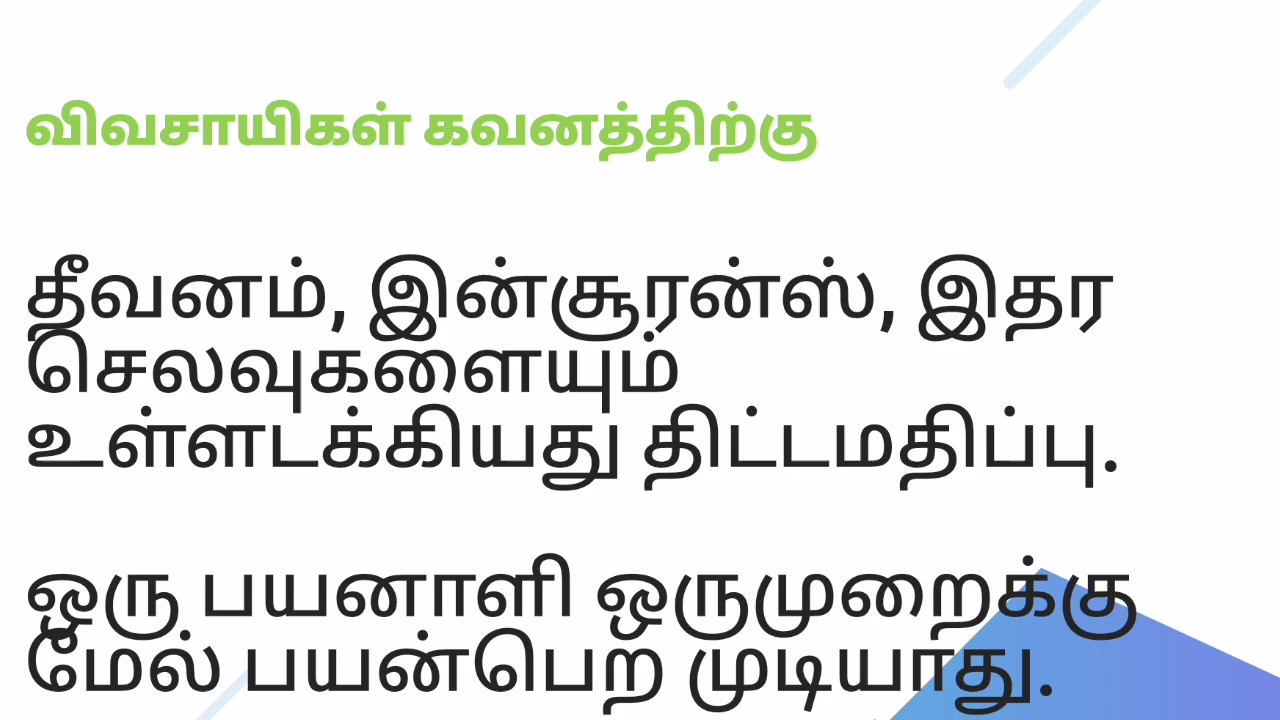 விவசாயிகள் கவனத்திற்கு
தீவனம், இன்சூரன்ஸ், இதர
செலவுகளையும்
உள்ளடக்கியது திட்டமதிப்பு.
ஒரு பயனாளி ஒருமுறைக்கு
மேல் பயன்பெற முடியாது.